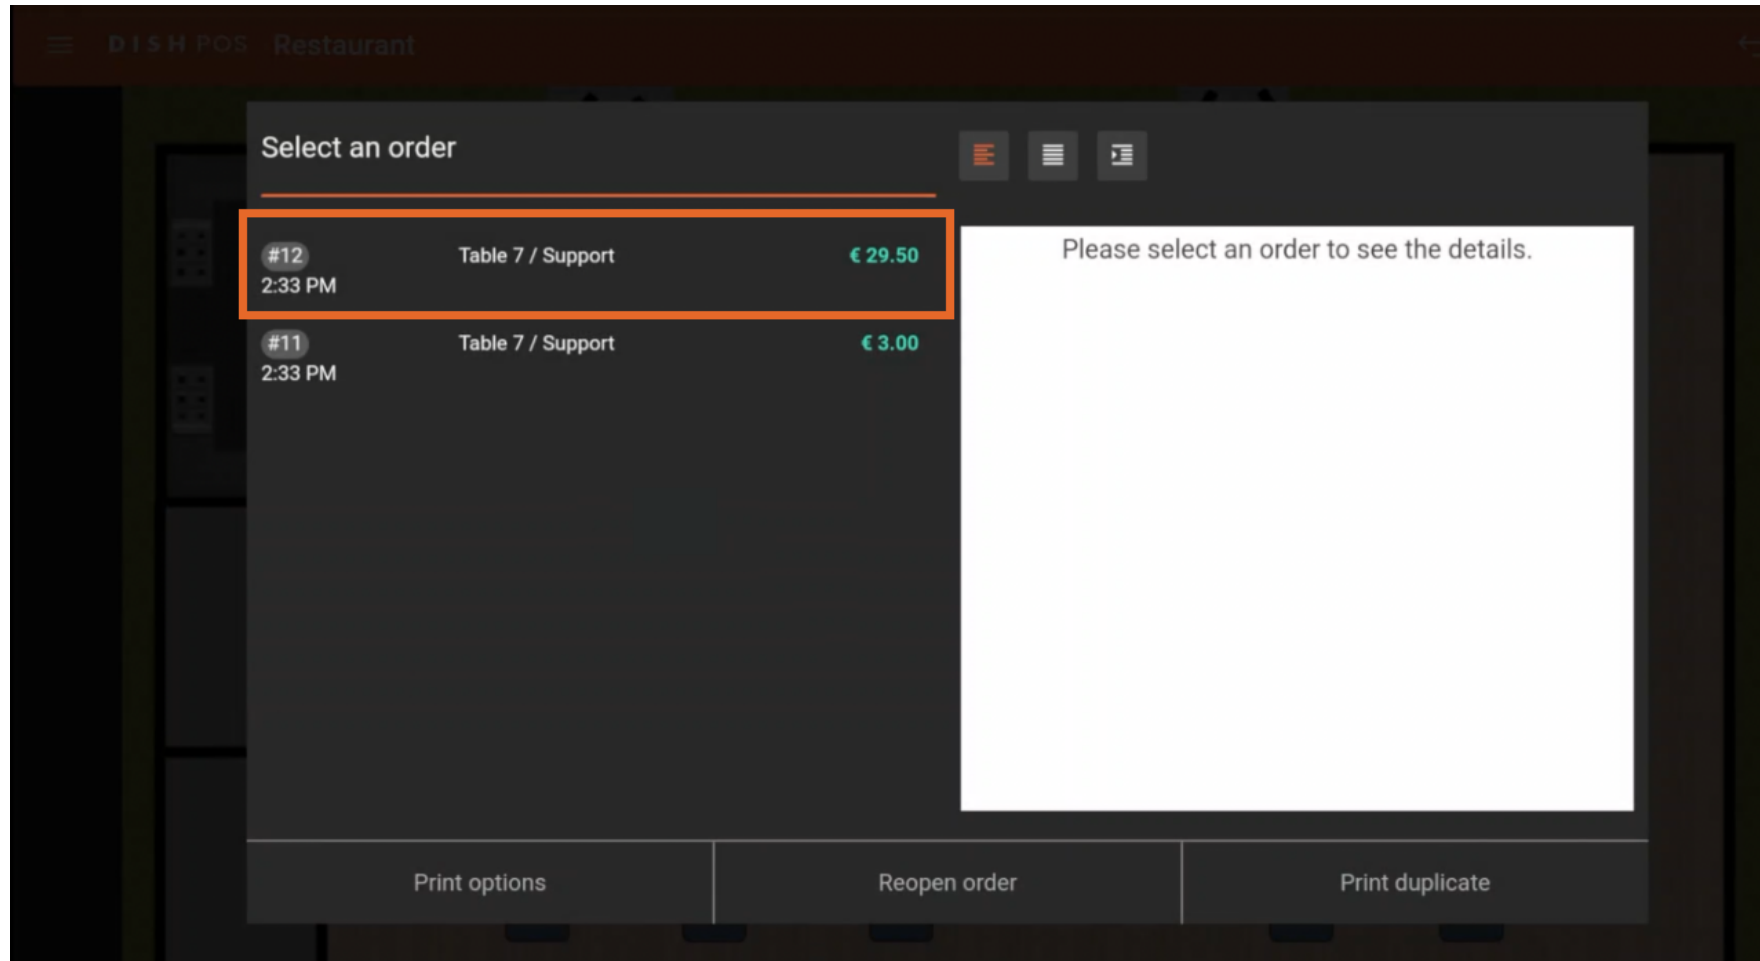 DISH POS Restaurant
Select an order
#12 Table 7 / Support € 29.50
2:33 PM
#11 Table 7 / Support € 3.00
2:33 PM
Please select an order to see the details.
Print options Reopen order Print duplicate